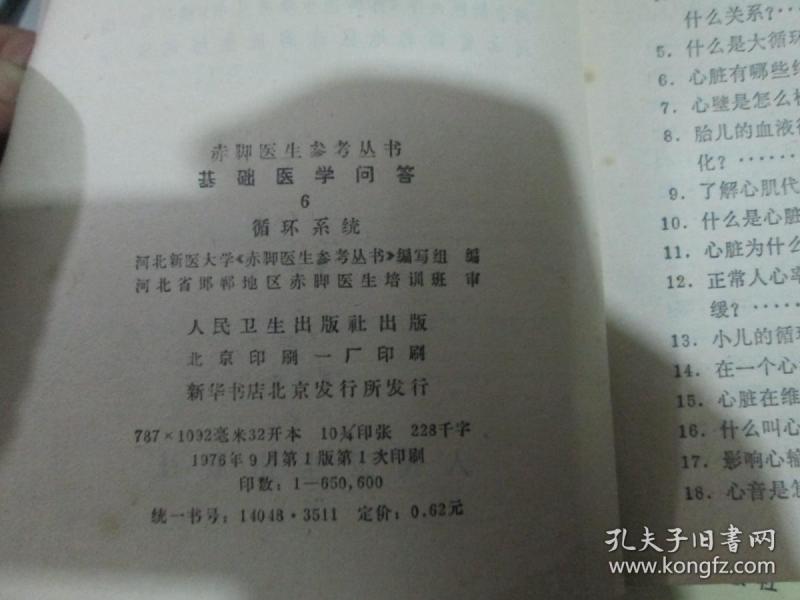 赤脚医生参考丛书
基础医学问答
6
循环系统
河北新医大学《赤脚医生参考丛书》编写组 编
河北省邯郸地区赤脚医生培训班 审
人民卫生出版社出版
北京印刷一厂印刷
新华书店北京发行所发行
787×1092毫米32开本 10¾印张 228千字
1976年9月第1版第1次印刷
印数：1—650,600
统一书号：14048·3511 定价：0.62元
什么关系？····
5．什么是大循环
6．心脏有哪些
7．心壁是怎么
8．胎儿的血液
化？······
9．了解心肌代
10．什么是心脏
11．心脏为什么
12．正常人心率
缓？·····
13．小儿的循环
14．在一个心
15．心脏在维
16．什么叫心
17．影响心输
18．心音是怎
孔夫子旧书网
www.kongfz.com